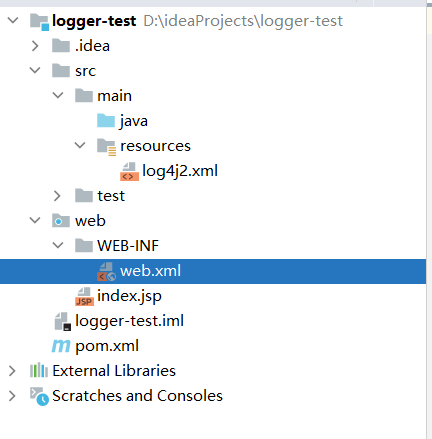 logger-test D:\ideaProjects\logger-test
.idea
src
main
java
resources
log4j2.xml
test
web
WEB-INF
web.xml
index.jsp
logger-test.iml
pom.xml
External Libraries
Scratches and Consoles